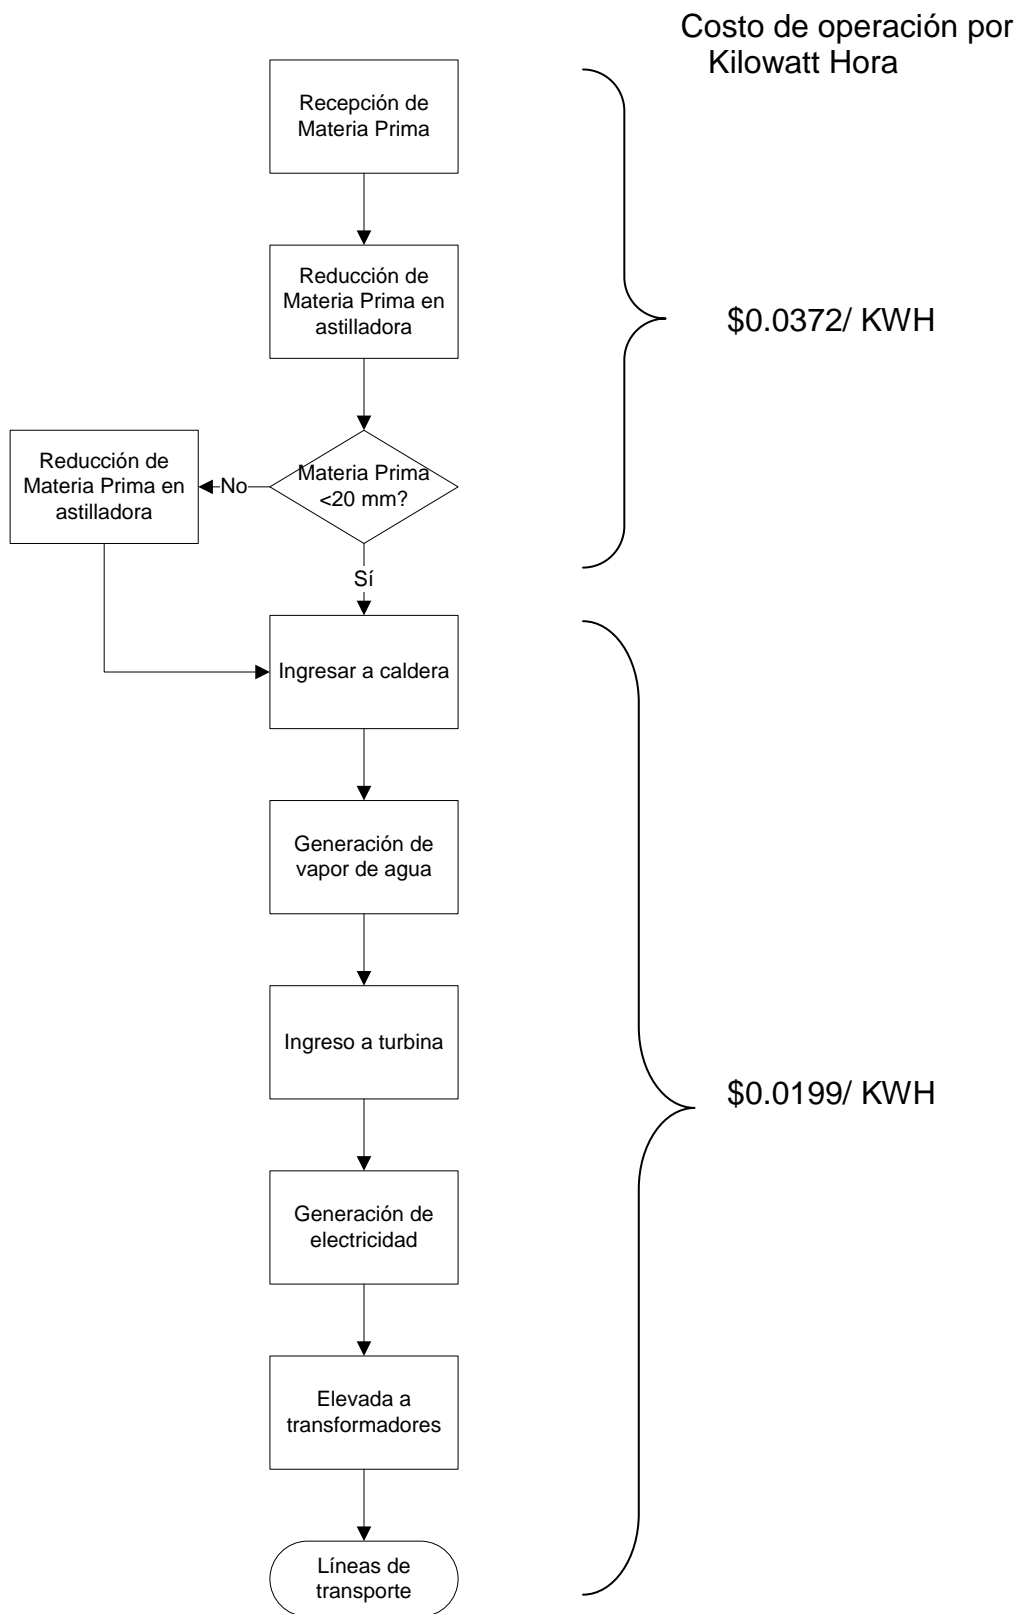 Costo de operación por
Kilowatt Hora
Recepción de
Materia Prima
Reducción de
Materia Prima en
astilladora
$0.0372/ KWH
Materia Prima
<20 mm?
No
Reducción de
Materia Prima en
astilladora
Sí
Ingresar a caldera
Generación de
vapor de agua
Ingreso a turbina
$0.0199/ KWH
Generación de
electricidad
Elevada a
transformadores
Líneas de
transporte